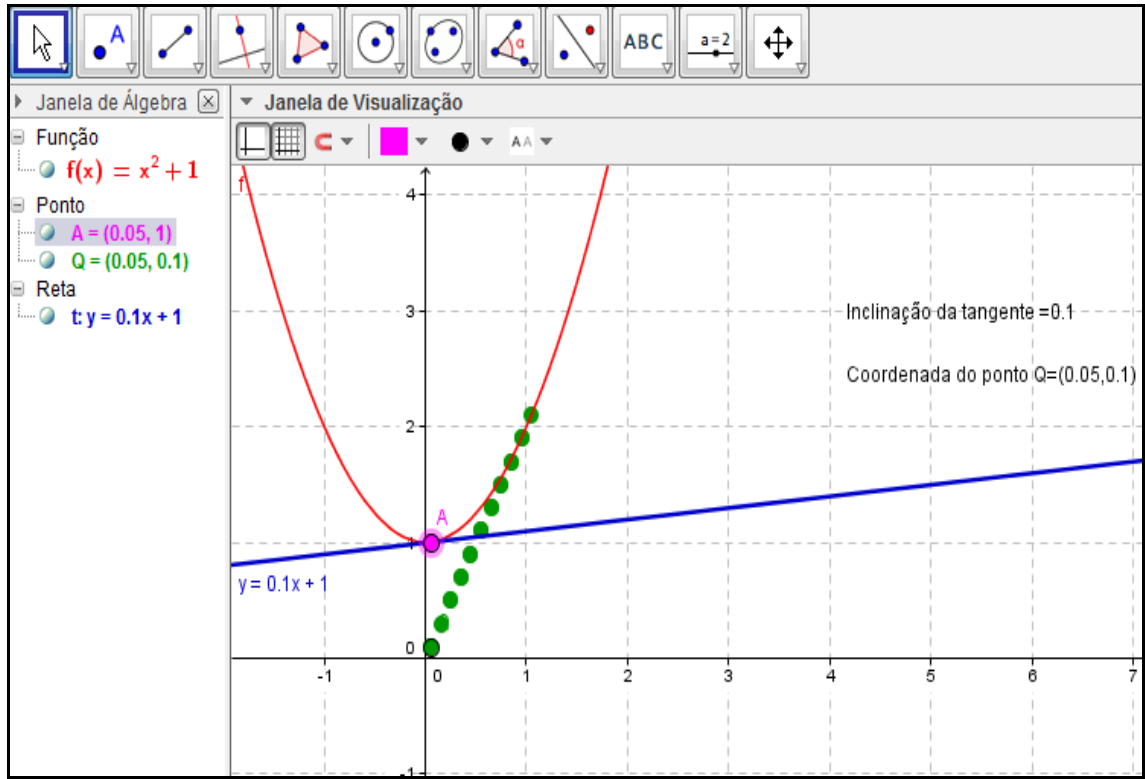 A
α
ABC
a=2
Janela de Álgebra
Janela de Visualização
Função
f(x) = x² + 1
Ponto
A = (0.05, 1)
Q = (0.05, 0.1)
Reta
t: y = 0.1x + 1
AA
f
4
3
2
1
0
-1
Inclinação da tangente =0.1
Coordenada do ponto Q=(0.05,0.1)
A
y = 0.1x + 1
-1
0
1
2
3
4
5
6
7